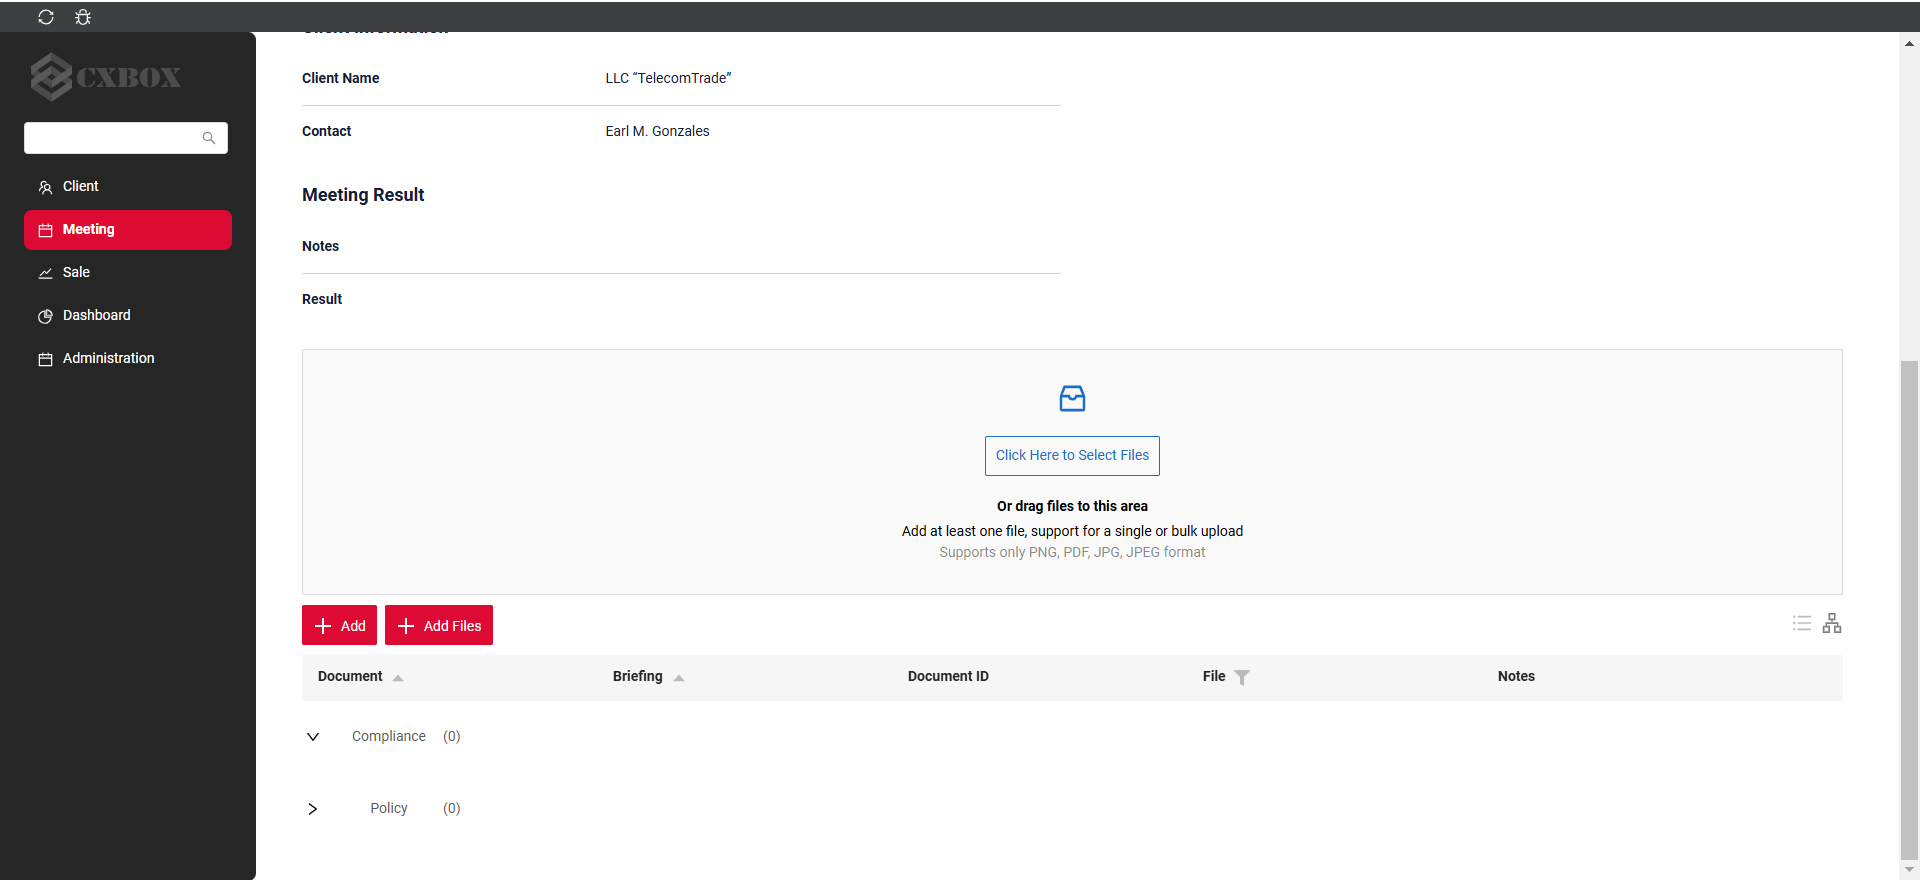 Client Information
CXBOX
Client Name
LLC “TelecomTrade”
Contact
Earl M. Gonzales
Client
Meeting
Sale
Dashboard
Administration
Meeting Result
Notes
Result
Click Here to Select Files
Or drag files to this area
Add at least one file, support for a single or bulk upload
Supports only PNG, PDF, JPG, JPEG format
Add
Add Files
Document
Briefing
Document ID
File
Notes
Compliance (0)
Policy (0)